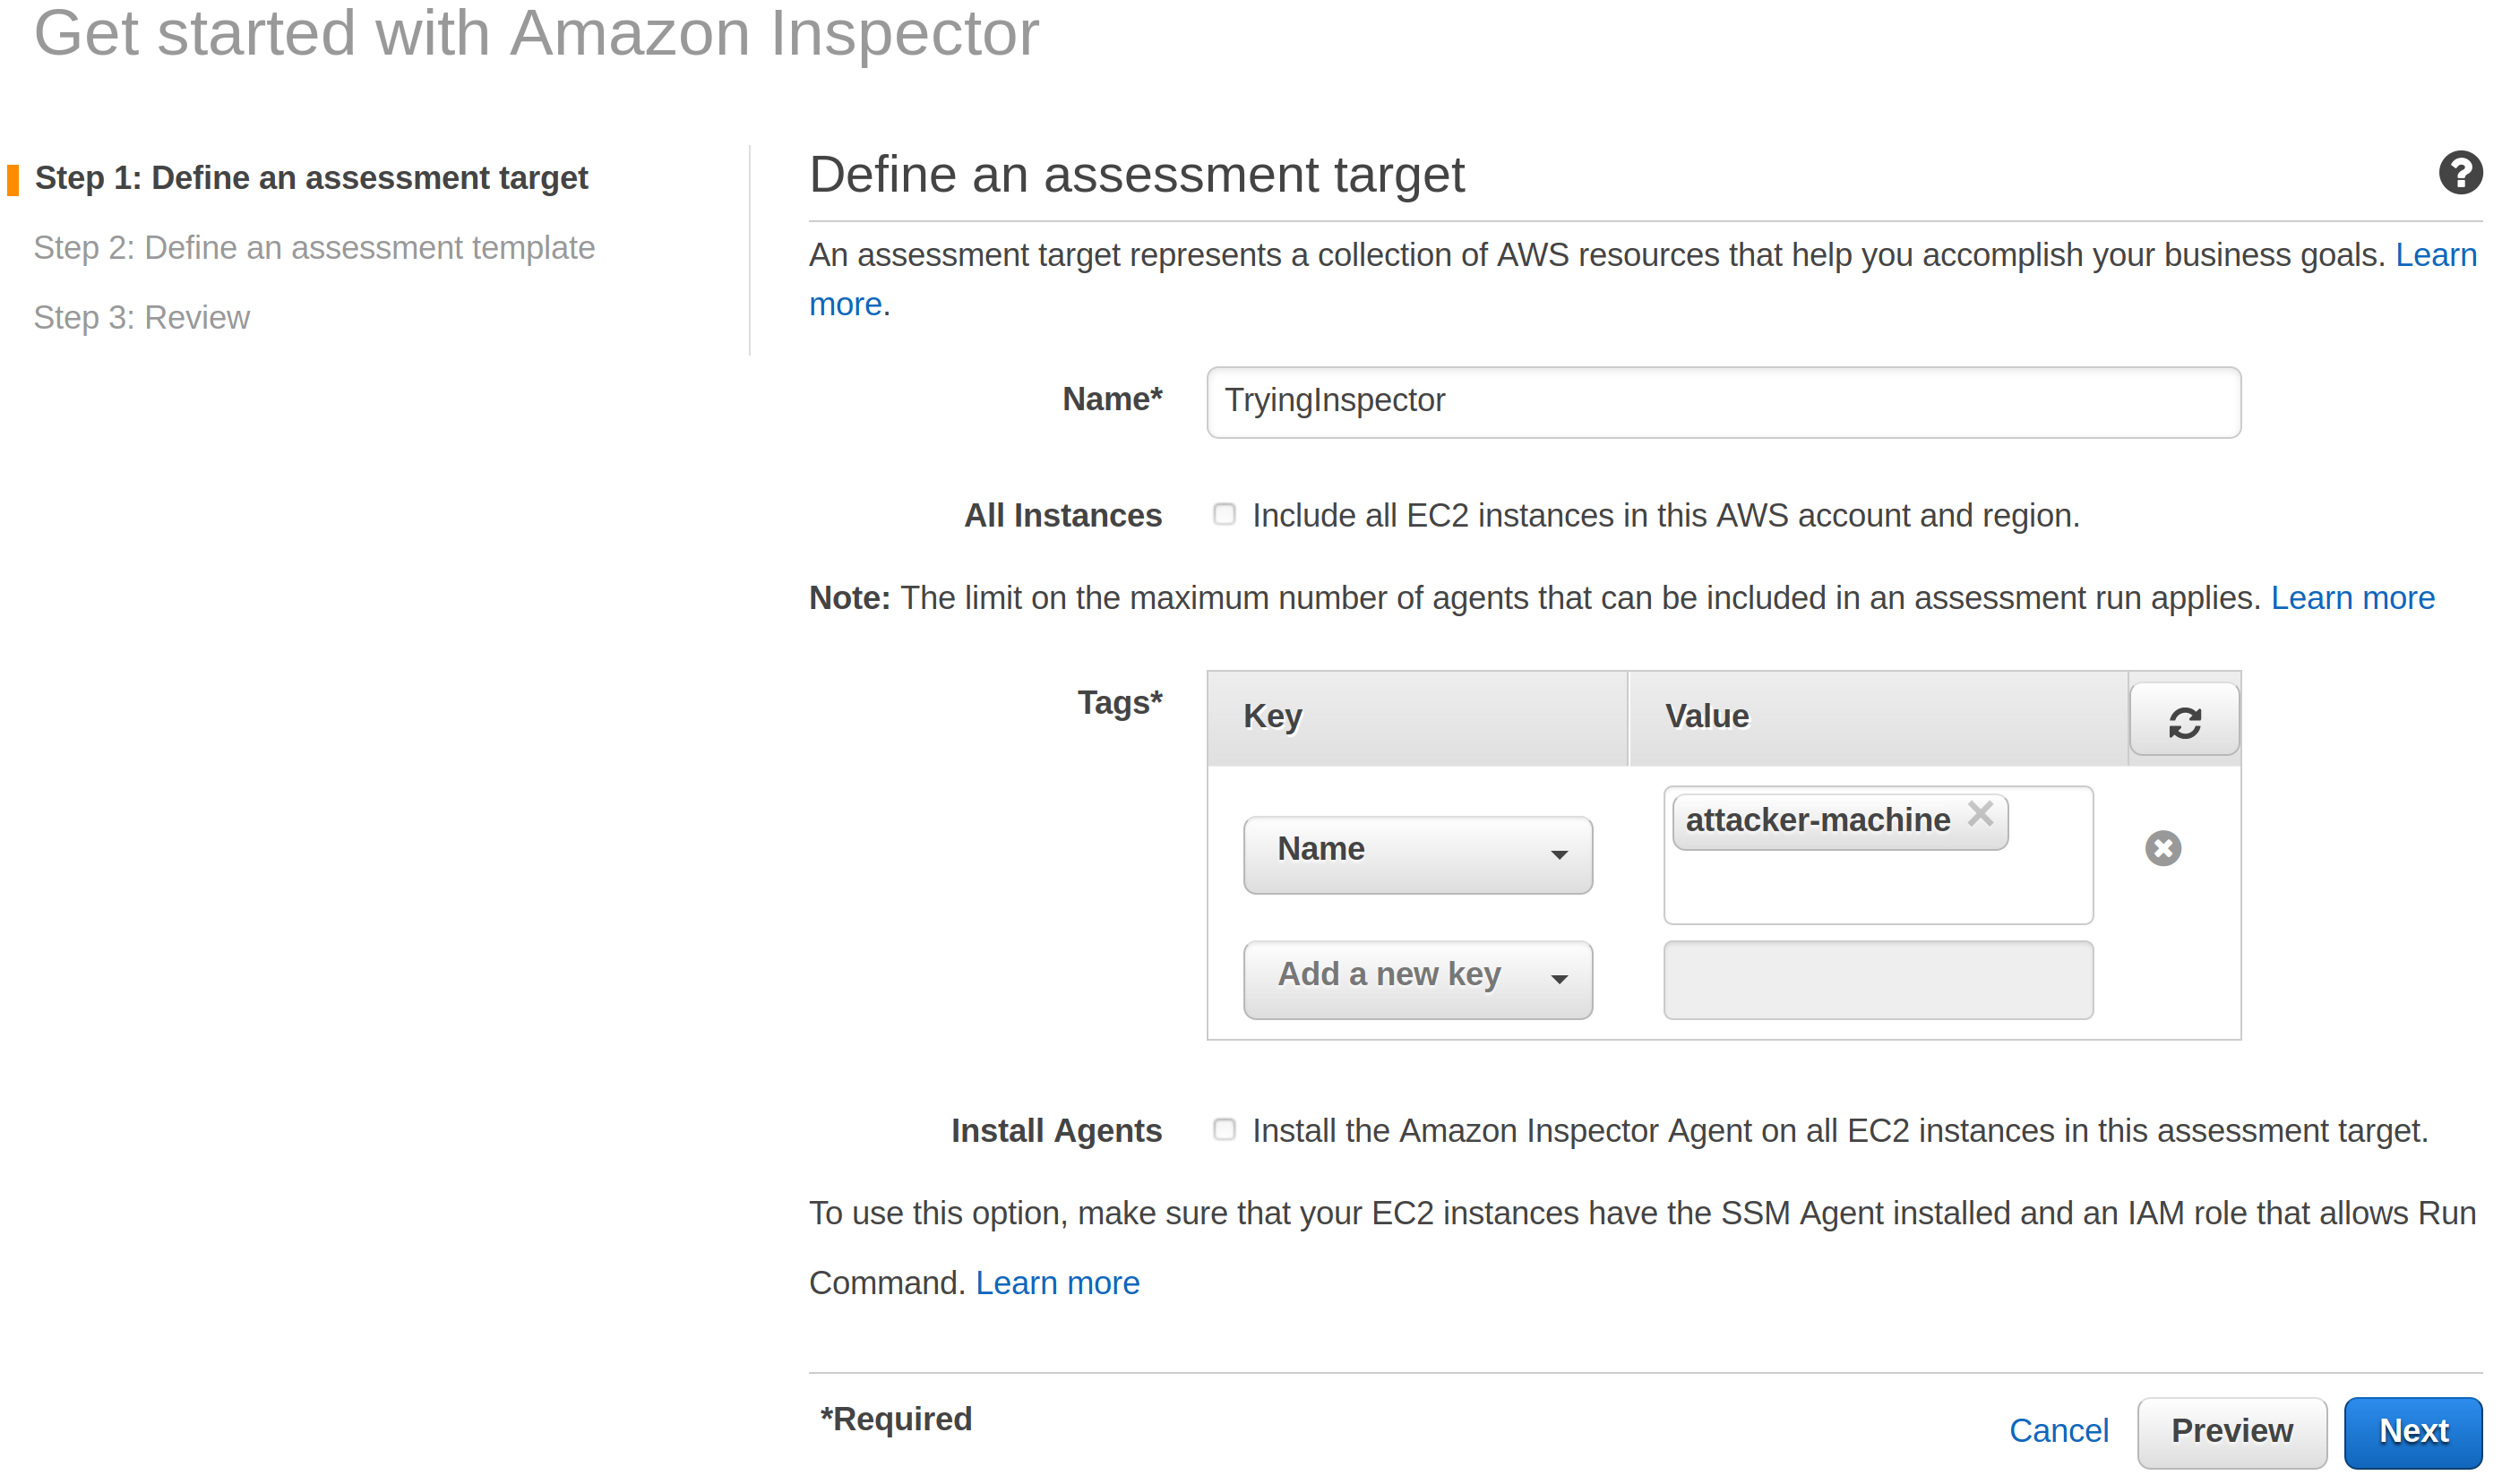 Get started with Amazon Inspector
Step 1: Define an assessment target
Step 2: Define an assessment template
Step 3: Review
Define an assessment target
An assessment target represents a collection of AWS resources that help you accomplish your business goals. Learn
more.
Name* TryingInspector
All Instances Include all EC2 instances in this AWS account and region.
Note: The limit on the maximum number of agents that can be included in an assessment run applies. Learn more
Tags* Key Value
Name attacker-machine
Add a new key
Install Agents Install the Amazon Inspector Agent on all EC2 instances in this assessment target.
To use this option, make sure that your EC2 instances have the SSM Agent installed and an IAM role that allows Run
Command. Learn more
*Required Cancel Preview Next